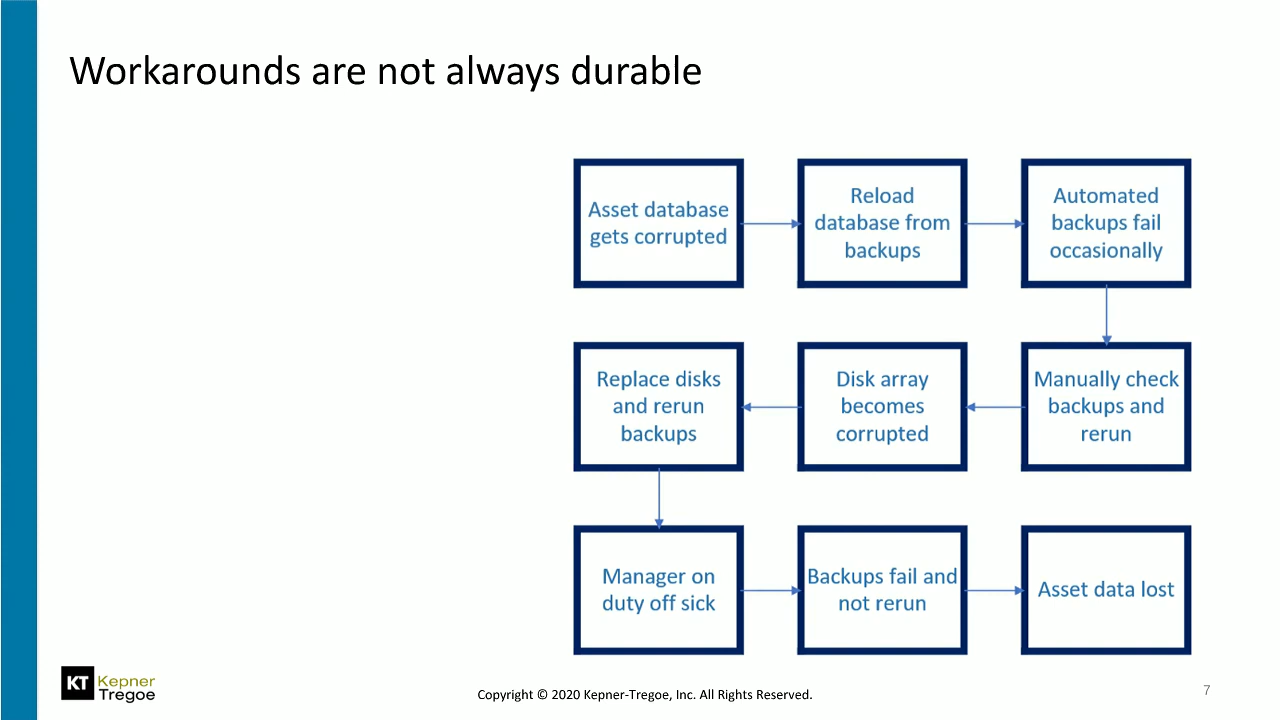 Workarounds are not always durable
Asset database
gets corrupted
Reload
database from
backups
Automated
backups fail
occasionally
Manually check
backups and
rerun
Disk array
becomes
corrupted
Replace disks
and rerun
backups
Manager on
duty off sick
Backups fail and
not rerun
Asset data lost
KT Kepner
Tregoe
Copyright © 2020 Kepner-Tregoe, Inc. All Rights Reserved.
7